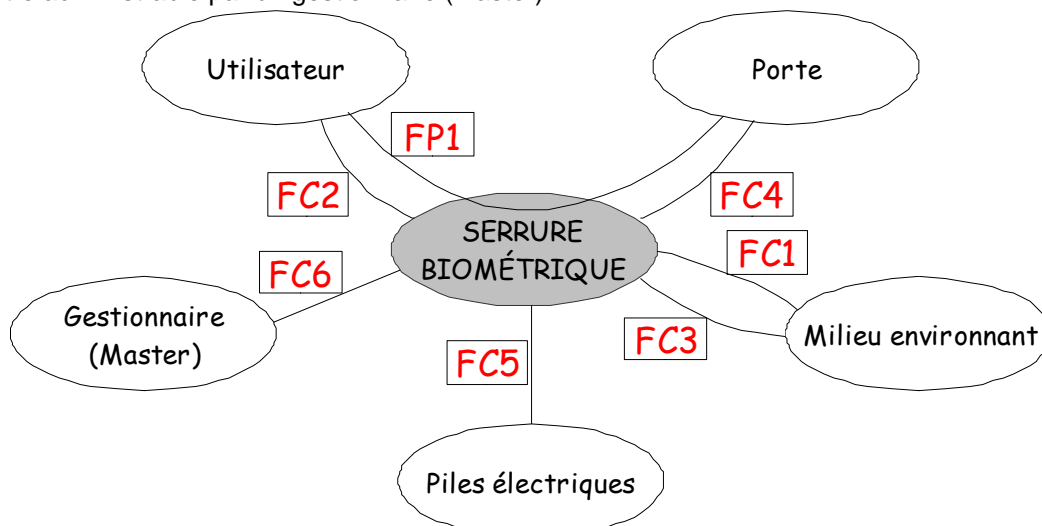 Utilisateur
Porte
FP1
FC2
FC4
SERRURE
BIOMÉTRIQUE
FC1
FC6
Gestionnaire
(Master)
FC3
Milieu environnant
FC5
Piles électriques